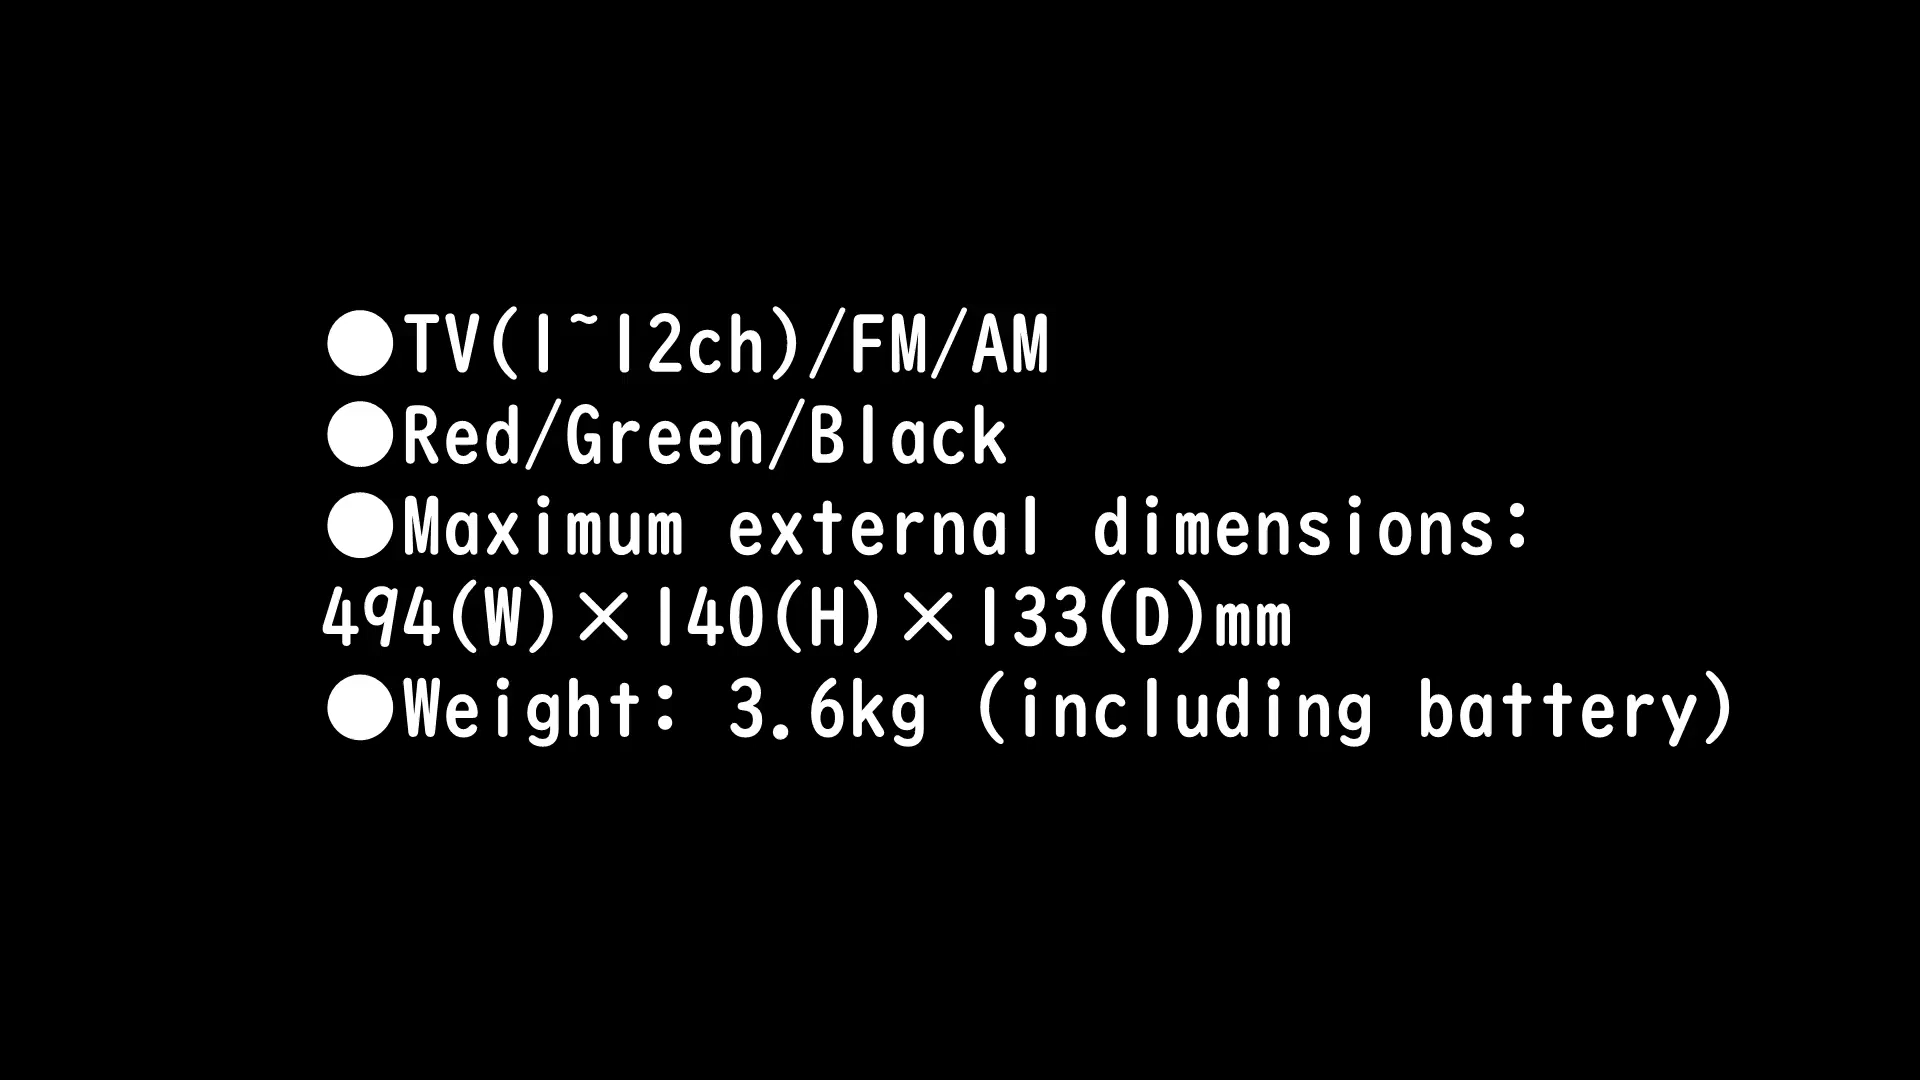 ●TV(1~12ch)/FM/AM
●Red/Green/Black
●Maximum external dimensions:
494(W)×140(H)×133(D)mm
●Weight: 3.6kg (including battery)